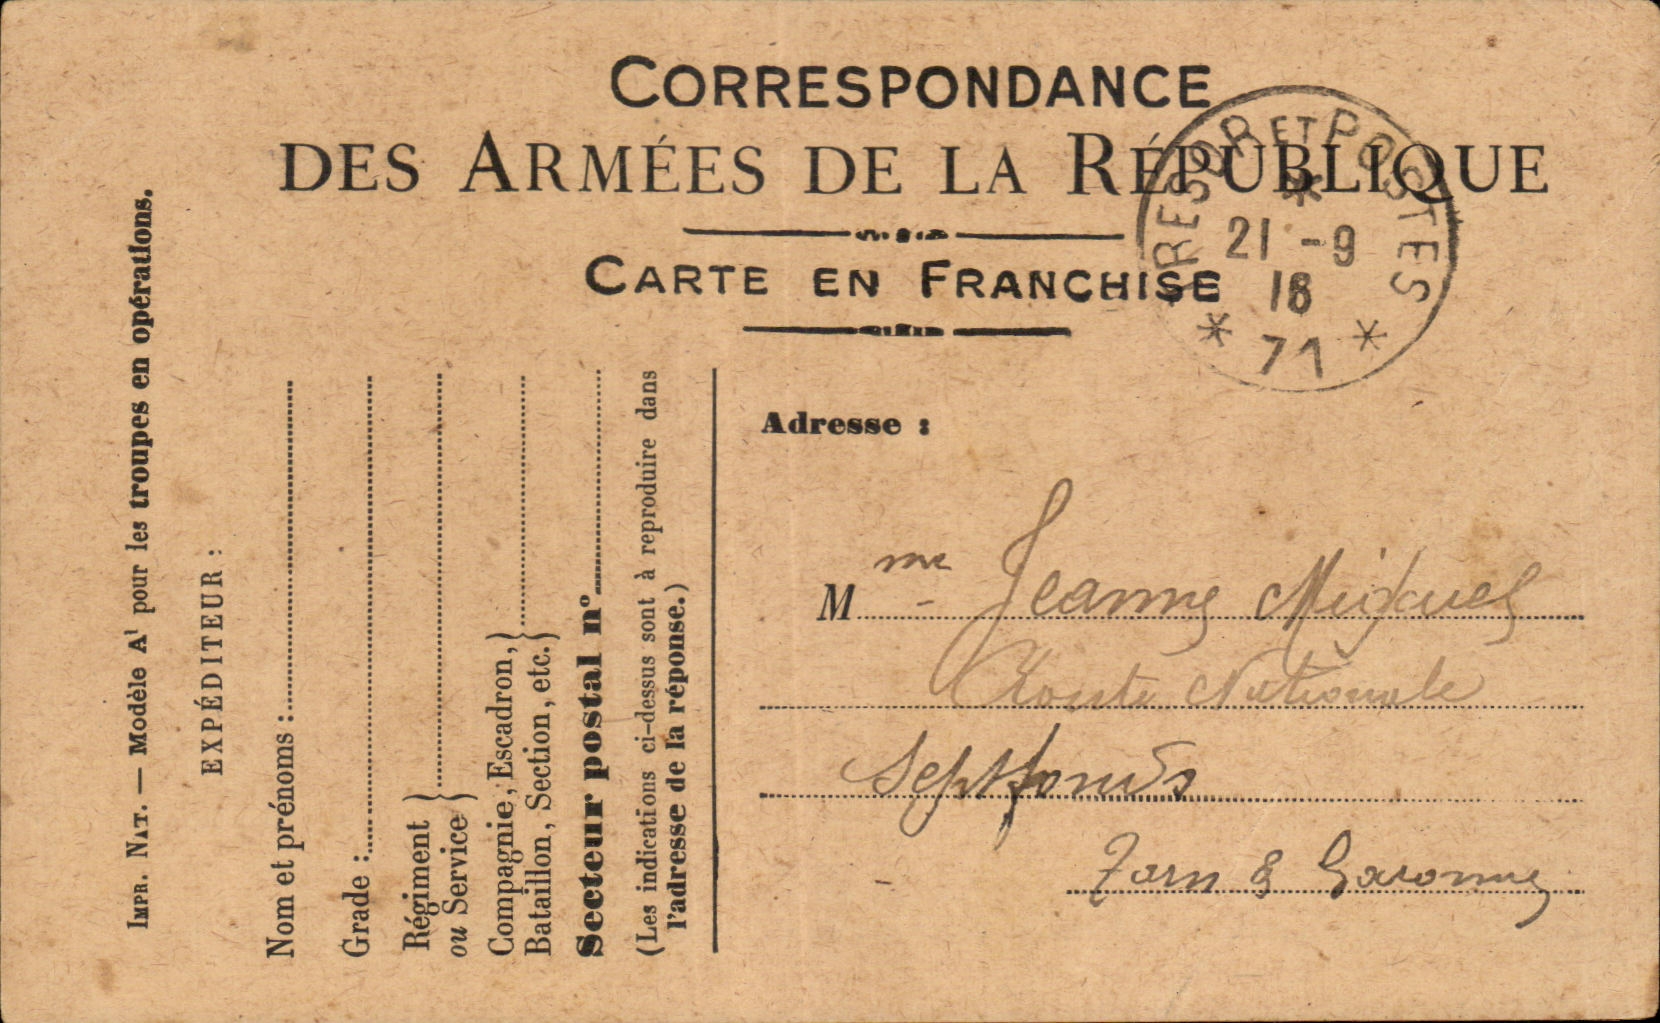 CORRESPONDANCE
DES ARMÉES DE LA RÉPUBLIQUE
CARTE EN FRANCHISE
TRESOR ET POSTES
21 -9
18
71
IMPR. NAT. — Modèle A¹ pour les troupes en opérations.
EXPÉDITEUR :
Nom et prénoms :
Grade :
Régiment
ou Service }
Compagnie, Escadron, }
Bataillon, Section, etc. }
Secteur postal n°
(Les indications ci-dessus sont à reproduire dans
l'adresse de la réponse.)
Adresse :
Mme - Jeanne
Route Nationale
Septfonds
Tarn & Garonne